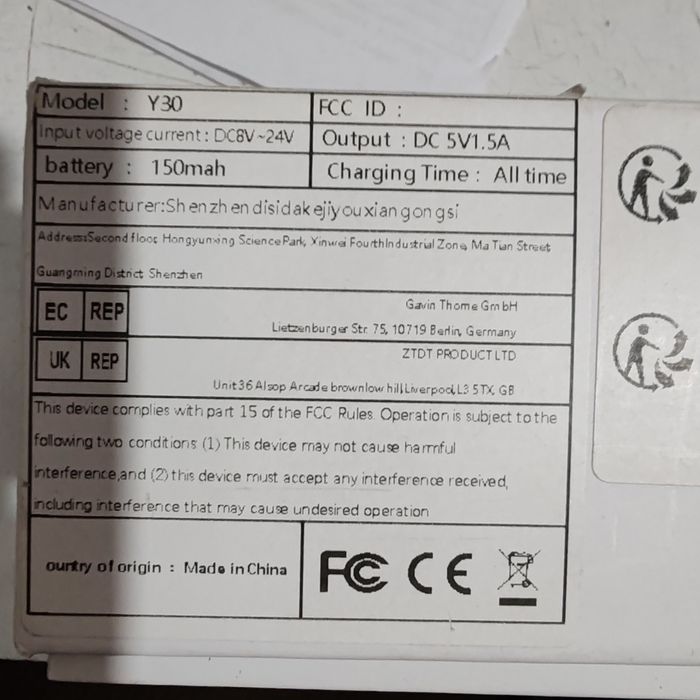 Model : Y30
FCC ID :
Input voltage current : DC8V~24V
Output : DC 5V1.5A
battery : 150mah
Charging Time : All time
Manufacturer:Shenzhendisidakejiyouxiangongsi
Address:Second floor, Hongyunxing Science Park, Xinwei Fourth Industrial Zone, Ma Tian Street
Guangming District Shenzhen
EC REP
Gavin Thome GmbH
Lietzenburger Str. 75, 10719 Berlin, Germany
UK REP
ZTDT PRODUCT LTD
Unit36 Alsop Arcade brownlow hill,Liverpool,L3 5TX, GB
This device complies with part 15 of the FCC Rules. Operation is subject to the
following two conditions (1) This device may not cause harmful
interference,and (2) this device must accept any interference received,
including interference that may cause undesired operation
ountry of origin : Made in China
FC CE